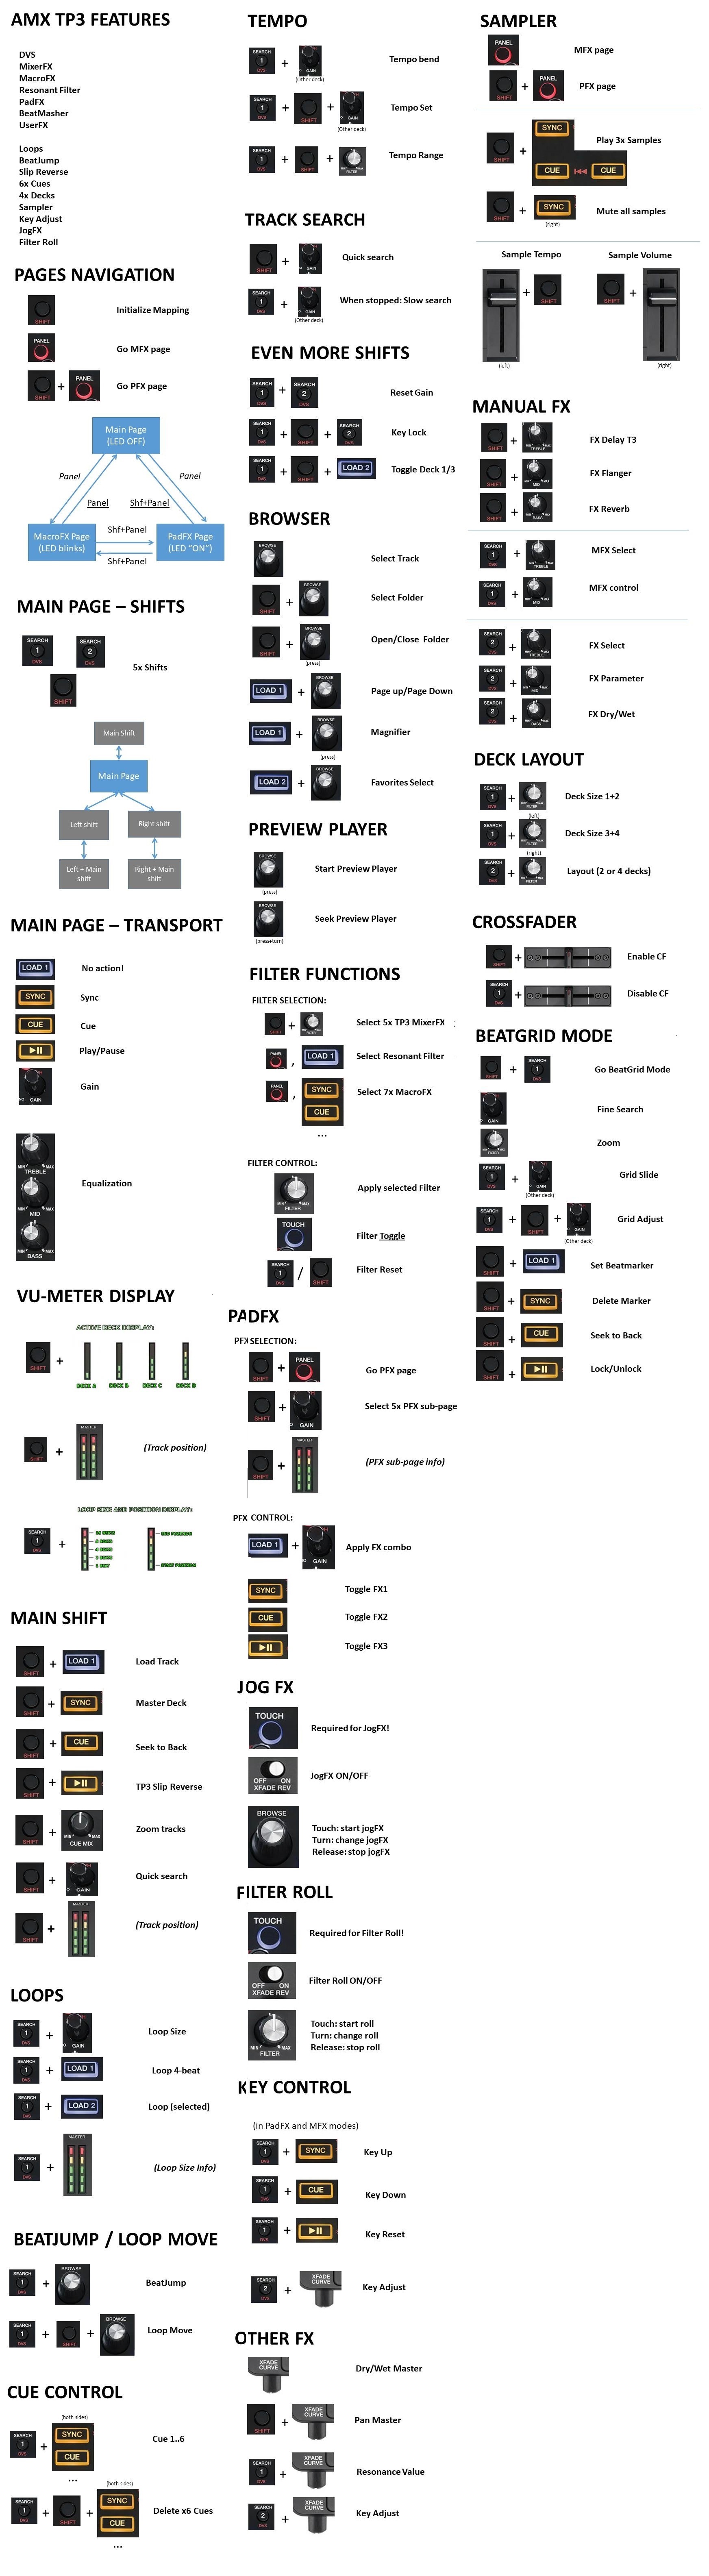 AMX TP3 FEATURES
DVS
MixerFX
MacroFX
Resonant Filter
PadFX
BeatMasher
UserFX
Loops
BeatJump
Slip Reverse
6x Cues
4x Decks
Sampler
Key Adjust
JogFX
Filter Roll
PAGES NAVIGATION
SHIFT
Initialize Mapping
PANEL
Go MFX page
SHIFT + PANEL
Go PFX page
Main Page
(LED OFF)
Panel
Panel
Panel
Shf+Panel
MacroFX Page
(LED blinks)
Shf+Panel
Shf+Panel
PadFX Page
(LED "ON")
MAIN PAGE – SHIFTS
SEARCH 1 DVS
SEARCH 2 DVS
SHIFT
5x Shifts
Main Shift
Main Page
Left shift
Right shift
Left + Main
shift
Right + Main
shift
MAIN PAGE – TRANSPORT
LOAD 1
No action!
SYNC
Sync
CUE
Cue
Play/Pause
GAIN
Gain
MIN MAX
TREBLE
MID
BASS
Equalization
VU-METER DISPLAY
ACTIVE DECK DISPLAY:
SHIFT +
DECK A DECK B DECK C DECK D
SHIFT + MASTER
(Track position)
LOOP SIZE AND POSITION DISPLAY:
SEARCH 1 DVS +
MAIN SHIFT
SHIFT + LOAD 1
Load Track
SHIFT + SYNC
Master Deck
SHIFT + CUE
Seek to Back
SHIFT +
TP3 Slip Reverse
SHIFT + MIN MAX CUE MIX
Zoom tracks
SHIFT + GAIN
Quick search
SHIFT + MASTER
(Track position)
LOOPS
SEARCH 1 DVS + GAIN
Loop Size
SEARCH 1 DVS + LOAD 1
Loop 4-beat
SEARCH 1 DVS + LOAD 2
Loop (selected)
SEARCH 1 DVS + MASTER
(Loop Size Info)
BEATJUMP / LOOP MOVE
SEARCH 1 DVS + BROWSE
BeatJump
SEARCH 1 DVS + SHIFT + BROWSE
Loop Move
CUE CONTROL
(both sides)
SEARCH 1 DVS + SYNC CUE
Cue 1..6
...
(both sides)
SEARCH 1 DVS + SHIFT + SYNC CUE
Delete x6 Cues
...
TEMPO
SEARCH 1 DVS + GAIN
(Other deck)
Tempo bend
SEARCH 1 DVS + SHIFT + GAIN
(Other deck)
Tempo Set
SEARCH 1 DVS + SHIFT + FILTER
Tempo Range
TRACK SEARCH
SHIFT + GAIN
Quick search
SEARCH 1 DVS + GAIN
(Other deck)
When stopped: Slow search
EVEN MORE SHIFTS
SEARCH 1 DVS + SEARCH 2 DVS
Reset Gain
SEARCH 1 DVS + SHIFT + SEARCH 2 DVS
Key Lock
SEARCH 1 DVS + SHIFT + LOAD 2
Toggle Deck 1/3
BROWSER
BROWSE
Select Track
SHIFT + BROWSE
Select Folder
SHIFT + BROWSE
(press)
Open/Close Folder
LOAD 1 + BROWSE
Page up/Page Down
LOAD 1 + BROWSE
(press)
Magnifier
LOAD 2 + BROWSE
Favorites Select
PREVIEW PLAYER
BROWSE
(press)
Start Preview Player
BROWSE
(press+turn)
Seek Preview Player
FILTER FUNCTIONS
FILTER SELECTION:
SHIFT + FILTER
Select 5x TP3 MixerFX
PANEL , LOAD 1
Select Resonant Filter
PANEL , SYNC CUE
Select 7x MacroFX
...
FILTER CONTROL:
MIN MAX FILTER
Apply selected Filter
TOUCH
Filter Toggle
SEARCH 1 DVS / SHIFT
Filter Reset
PADFX
PFX SELECTION:
SHIFT + PANEL
Go PFX page
SHIFT + GAIN
Select 5x PFX sub-page
SHIFT + MASTER
(PFX sub-page info)
PFX CONTROL:
LOAD 1 + GAIN
Apply FX combo
SYNC
Toggle FX1
CUE
Toggle FX2
Toggle FX3
JOG FX
TOUCH
Required for JogFX!
OFF ON
XFADE REV
JogFX ON/OFF
BROWSE
Touch: start jogFX
Turn: change jogFX
Release: stop jogFX
FILTER ROLL
TOUCH
Required for Filter Roll!
OFF ON
XFADE REV
Filter Roll ON/OFF
MIN MAX
FILTER
Touch: start roll
Turn: change roll
Release: stop roll
KEY CONTROL
(in PadFX and MFX modes)
SEARCH 1 DVS + SYNC
Key Up
SEARCH 1 DVS + CUE
Key Down
SEARCH 1 DVS +
Key Reset
SEARCH 2 DVS + XFADE CURVE
Key Adjust
OTHER FX
XFADE CURVE
Dry/Wet Master
SHIFT + XFADE CURVE
Pan Master
SEARCH 1 DVS + XFADE CURVE
Resonance Value
SEARCH 2 DVS + XFADE CURVE
Key Adjust
SAMPLER
PANEL
MFX page
SHIFT + PANEL
PFX page
SHIFT + SYNC CUE CUE
Play 3x Samples
SHIFT + SYNC
(right)
Mute all samples
Sample Tempo
+ SHIFT
(left)
Sample Volume
SHIFT +
(right)
MANUAL FX
SHIFT + TREBLE
FX Delay T3
SHIFT + MID
FX Flanger
SHIFT + BASS
FX Reverb
SEARCH 1 DVS + TREBLE
MFX Select
SEARCH 1 DVS + MID
MFX control
SEARCH 2 DVS + TREBLE
FX Select
SEARCH 2 DVS + MID
FX Parameter
SEARCH 2 DVS + BASS
FX Dry/Wet
DECK LAYOUT
SEARCH 1 DVS + FILTER
(left)
Deck Size 1+2
SEARCH 1 DVS + FILTER
(right)
Deck Size 3+4
SEARCH 2 DVS + FILTER
Layout (2 or 4 decks)
CROSSFADER
SHIFT +
Enable CF
SEARCH 1 DVS +
Disable CF
BEATGRID MODE
SHIFT + SEARCH 1 DVS
Go BeatGrid Mode
GAIN
Fine Search
FILTER
Zoom
SEARCH 1 DVS + GAIN
(Other deck)
Grid Slide
SEARCH 1 DVS + SHIFT + GAIN
(Other deck)
Grid Adjust
SHIFT + LOAD 1
Set Beatmarker
SHIFT + SYNC
Delete Marker
SHIFT + CUE
Seek to Back
SHIFT +
Lock/Unlock